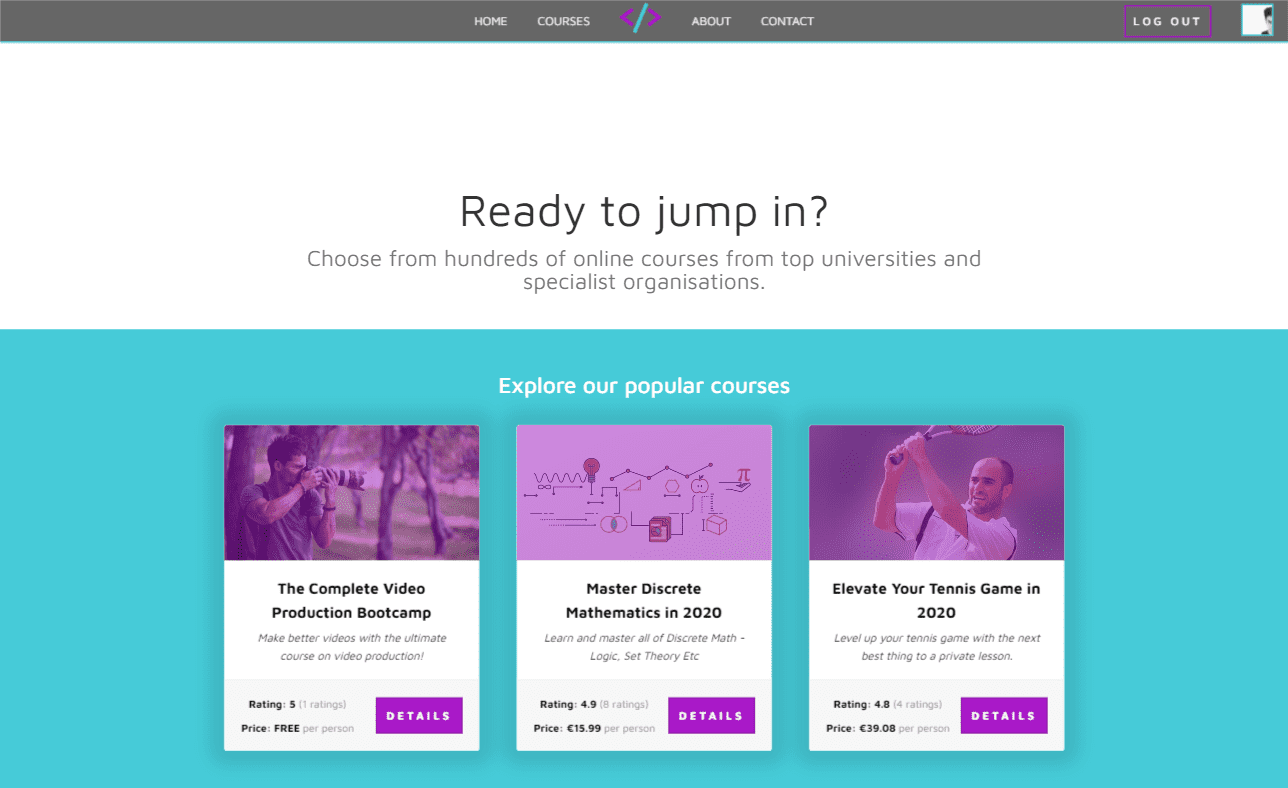 HOME COURSES </> ABOUT CONTACT LOG OUT
Ready to jump in?
Choose from hundreds of online courses from top universities and
specialist organisations.
Explore our popular courses
π
The Complete Video
Production Bootcamp
Make better videos with the ultimate
course on video production!
Rating: 5 (1 ratings)
Price: FREE per person
DETAILS
Master Discrete
Mathematics in 2020
Learn and master all of Discrete Math -
Logic, Set Theory Etc
Rating: 4.9 (8 ratings)
Price: €15.99 per person
DETAILS
Elevate Your Tennis Game in
2020
Level up your tennis game with the next
best thing to a private lesson.
Rating: 4.8 (4 ratings)
Price: €39.08 per person
DETAILS